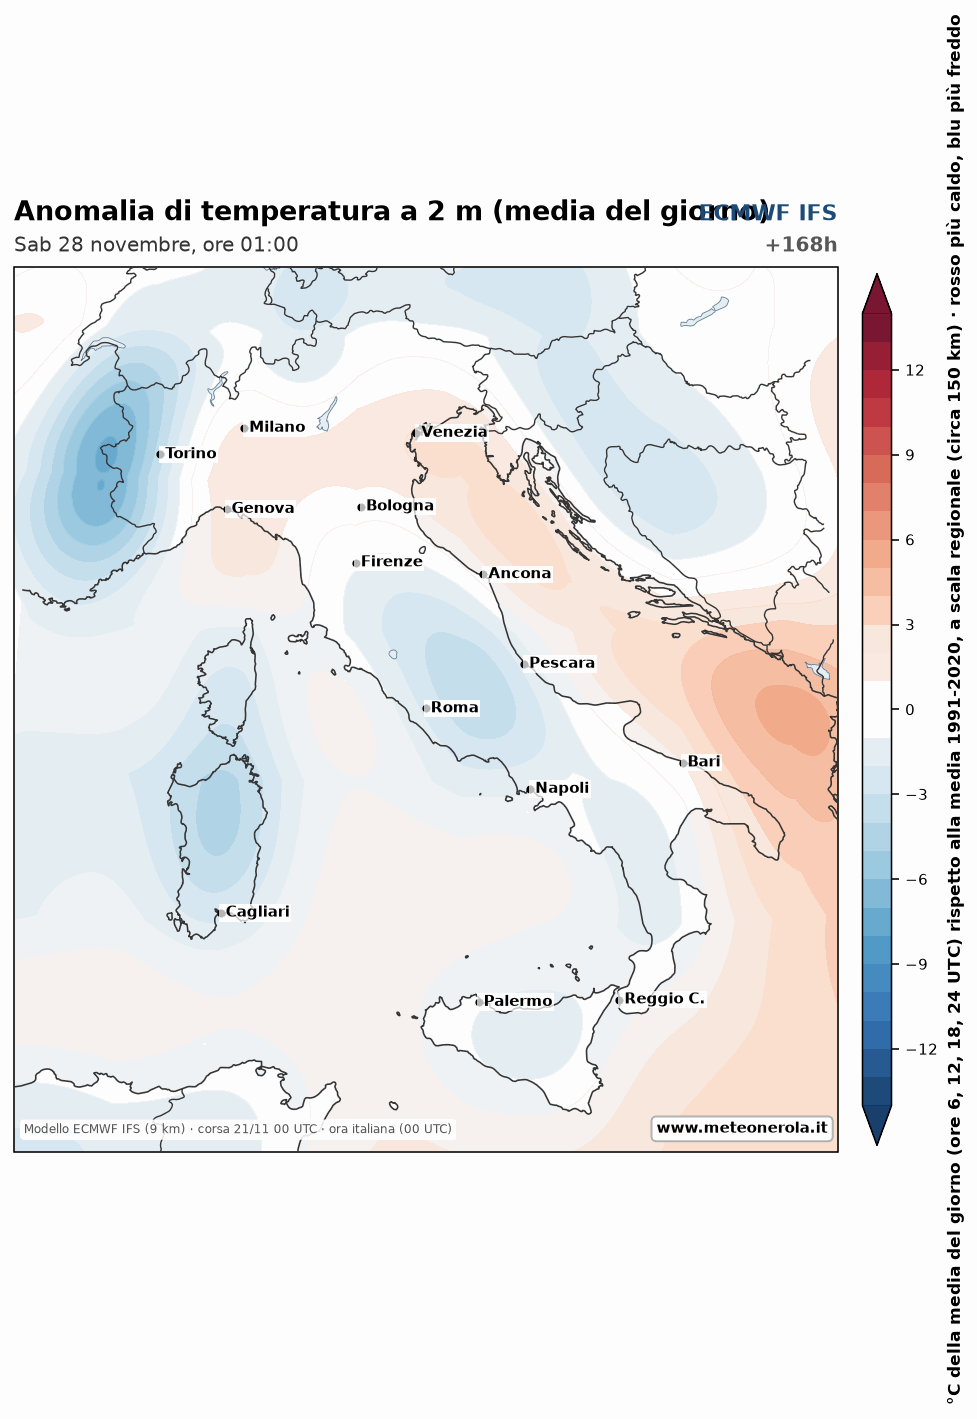 Anomalia di temperatura a 2 m (media del giorno)
ECMWF IFS
Sab 28 novembre, ore 01:00
+168h
Milano
Venezia
Torino
Genova
Bologna
Firenze
Ancona
Pescara
Roma
Bari
Napoli
Cagliari
Palermo
Reggio C.
Modello ECMWF IFS (9 km) · corsa 21/11 00 UTC · ora italiana (00 UTC)
www.meteonerola.it
12
9
6
3
0
−3
−6
−9
−12
°C della media del giorno (ore 6, 12, 18, 24 UTC) rispetto alla media 1991-2020, a scala regionale (circa 150 km) · rosso più caldo, blu più freddo